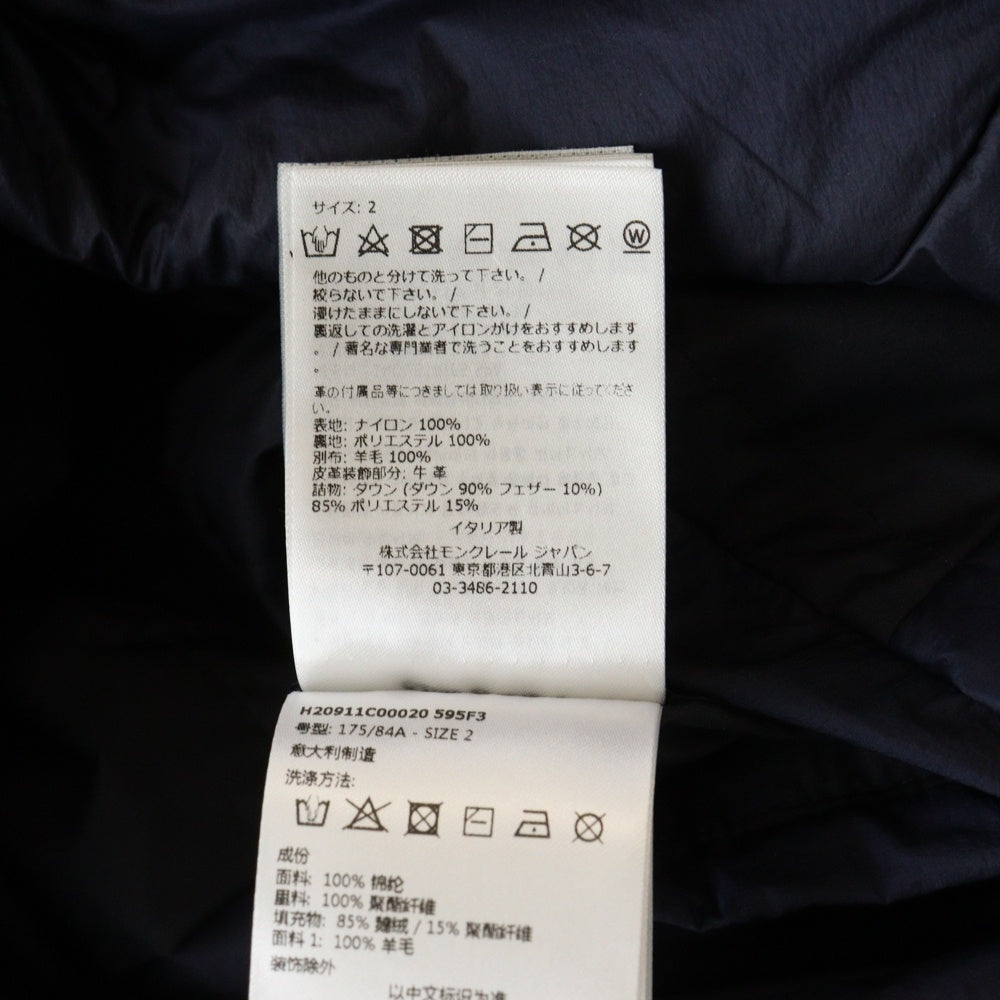 サイズ: 2
W
他のものと分けて洗って下さい。 /
絞らないで下さい。 /
浸けたままにしないで下さい。 /
裏返しての洗濯とアイロンがけをおすすめします
。 / 著名な専門業者で洗うことをおすすめします
。
革の付属品等につきましては取り扱い表示に従ってくださ
い。
表地: ナイロン 100%
裏地: ポリエステル 100%
別布: 羊毛 100%
皮革装飾部分: 牛 革
詰物: ダウン (ダウン 90% フェザー 10%)
85% ポリエステル 15%
イタリア製
株式会社モンクレール ジャパン
〒107-0061 東京都港区北青山3-6-7
03-3486-2110
H20911C00020 595F3
号型: 175/84A - SIZE 2
意大利制造
洗涤方法:
成份
面料: 100% 锦纶
里料: 100% 聚酯纤维
填充物: 85% 鹅绒 / 15% 聚酯纤维
面料 1: 100% 羊毛
装饰除外
以中文标识为准